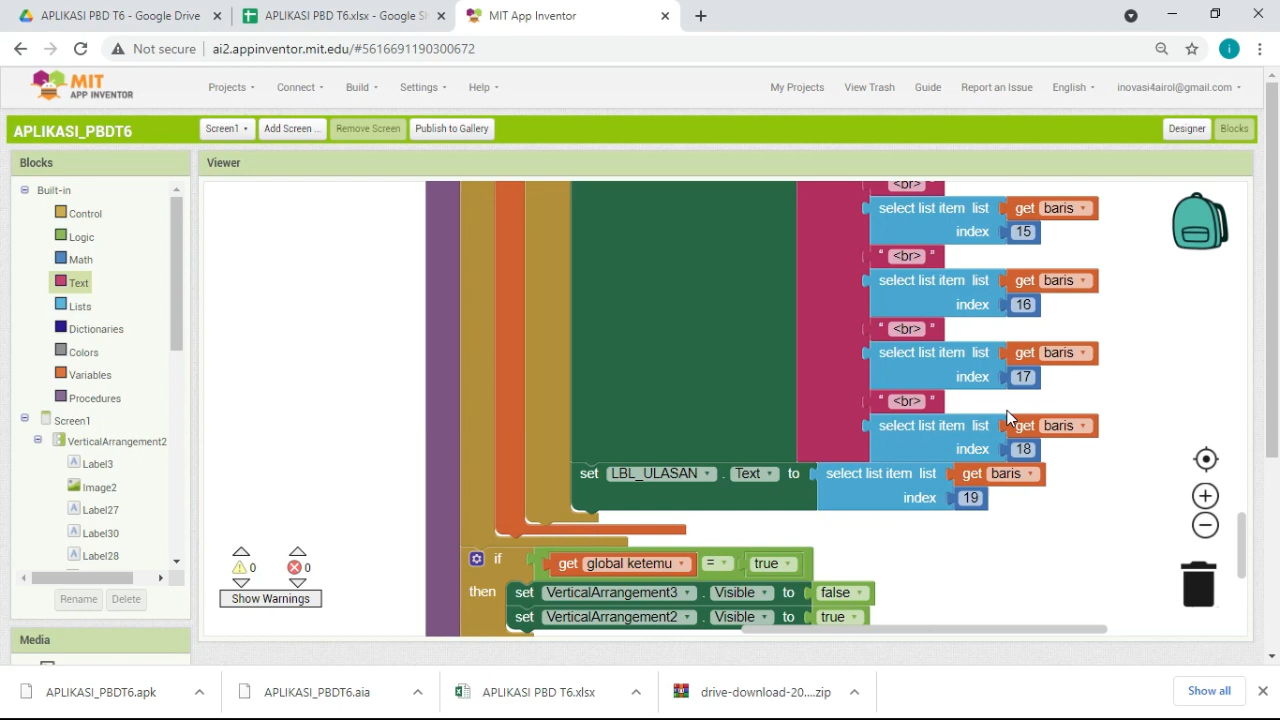 APLIKASI PBD T6 - Google Drive
APLIKASI PBD T6.xlsx - Google Sh
MIT App Inventor
Not secure
ai2.appinventor.mit.edu/#5616691190300672
i
MIT
APP INVENTOR
Projects
Connect
Build
Settings
Help
My Projects
View Trash
Guide
Report an Issue
English
inovasi4airol@gmail.com
APLIKASI_PBDT6
Screen1
Add Screen ...
Remove Screen
Publish to Gallery
Designer
Blocks
Blocks
Viewer
Built-in
Control
Logic
Math
Text
Lists
Dictionaries
Colors
Variables
Procedures
Screen1
VerticalArrangement2
Label3
Image2
Label27
Label30
Label28
Rename
Delete
Media
" <br> "
select list item list get baris
index 15
" <br> "
select list item list get baris
index 16
" <br> "
select list item list get baris
index 17
" <br> "
select list item list get baris
index 18
set LBL_ULASAN . Text to select list item list get baris
index 19
if get global ketemu = true
then set VerticalArrangement3 . Visible to false
set VerticalArrangement2 . Visible to true
0 0
Show Warnings
APLIKASI_PBDT6.apk
APLIKASI_PBDT6.aia
APLIKASI PBD T6.xlsx
drive-download-20....zip
Show all